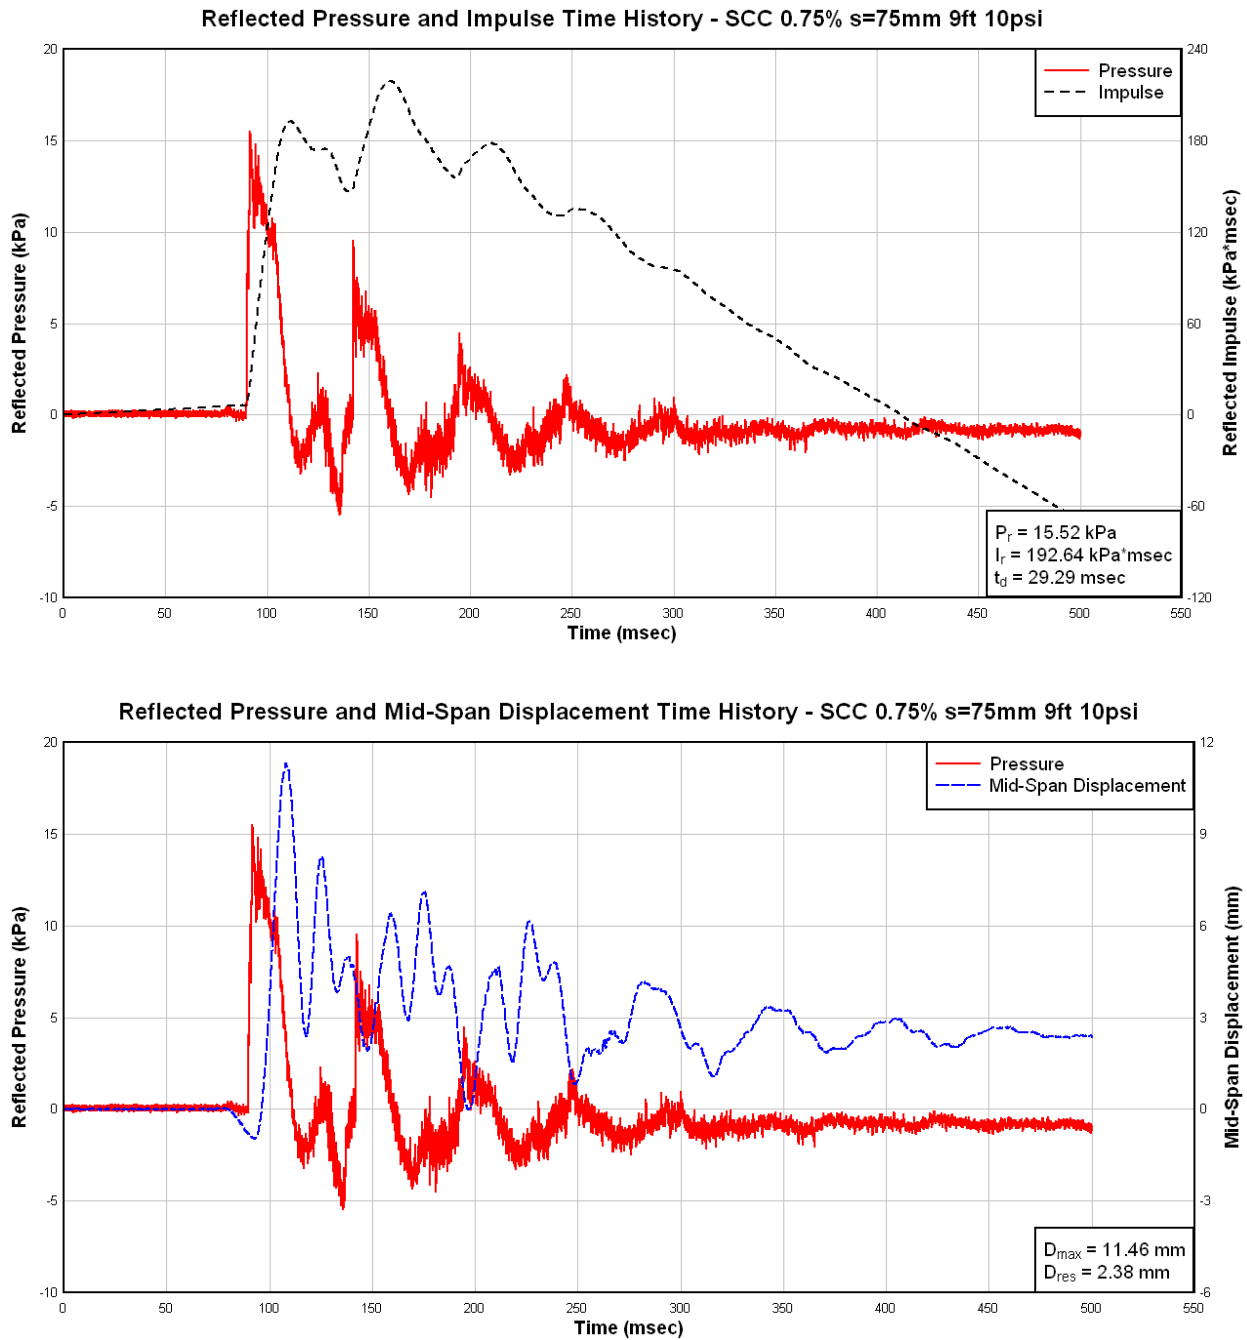 Reflected Pressure and Impulse Time History - SCC 0.75% s=75mm 9ft 10psi
Pressure
Impulse
Reflected Pressure (kPa)
20
15
10
5
0
-5
-10
240
180
120
60
0
-60
-120
Reflected Impulse (kPa*msec)
P_r = 15.52 kPa
I_r = 192.64 kPa*msec
t_d = 29.29 msec
0 50 100 150 200 250 300 350 400 450 500 550
Time (msec)
Reflected Pressure and Mid-Span Displacement Time History - SCC 0.75% s=75mm 9ft 10psi
Pressure
Mid-Span Displacement
Reflected Pressure (kPa)
20
15
10
5
0
-5
-10
12
9
6
3
0
-3
-6
Mid-Span Displacement (mm)
D_max = 11.46 mm
D_res = 2.38 mm
0 50 100 150 200 250 300 350 400 450 500 550
Time (msec)